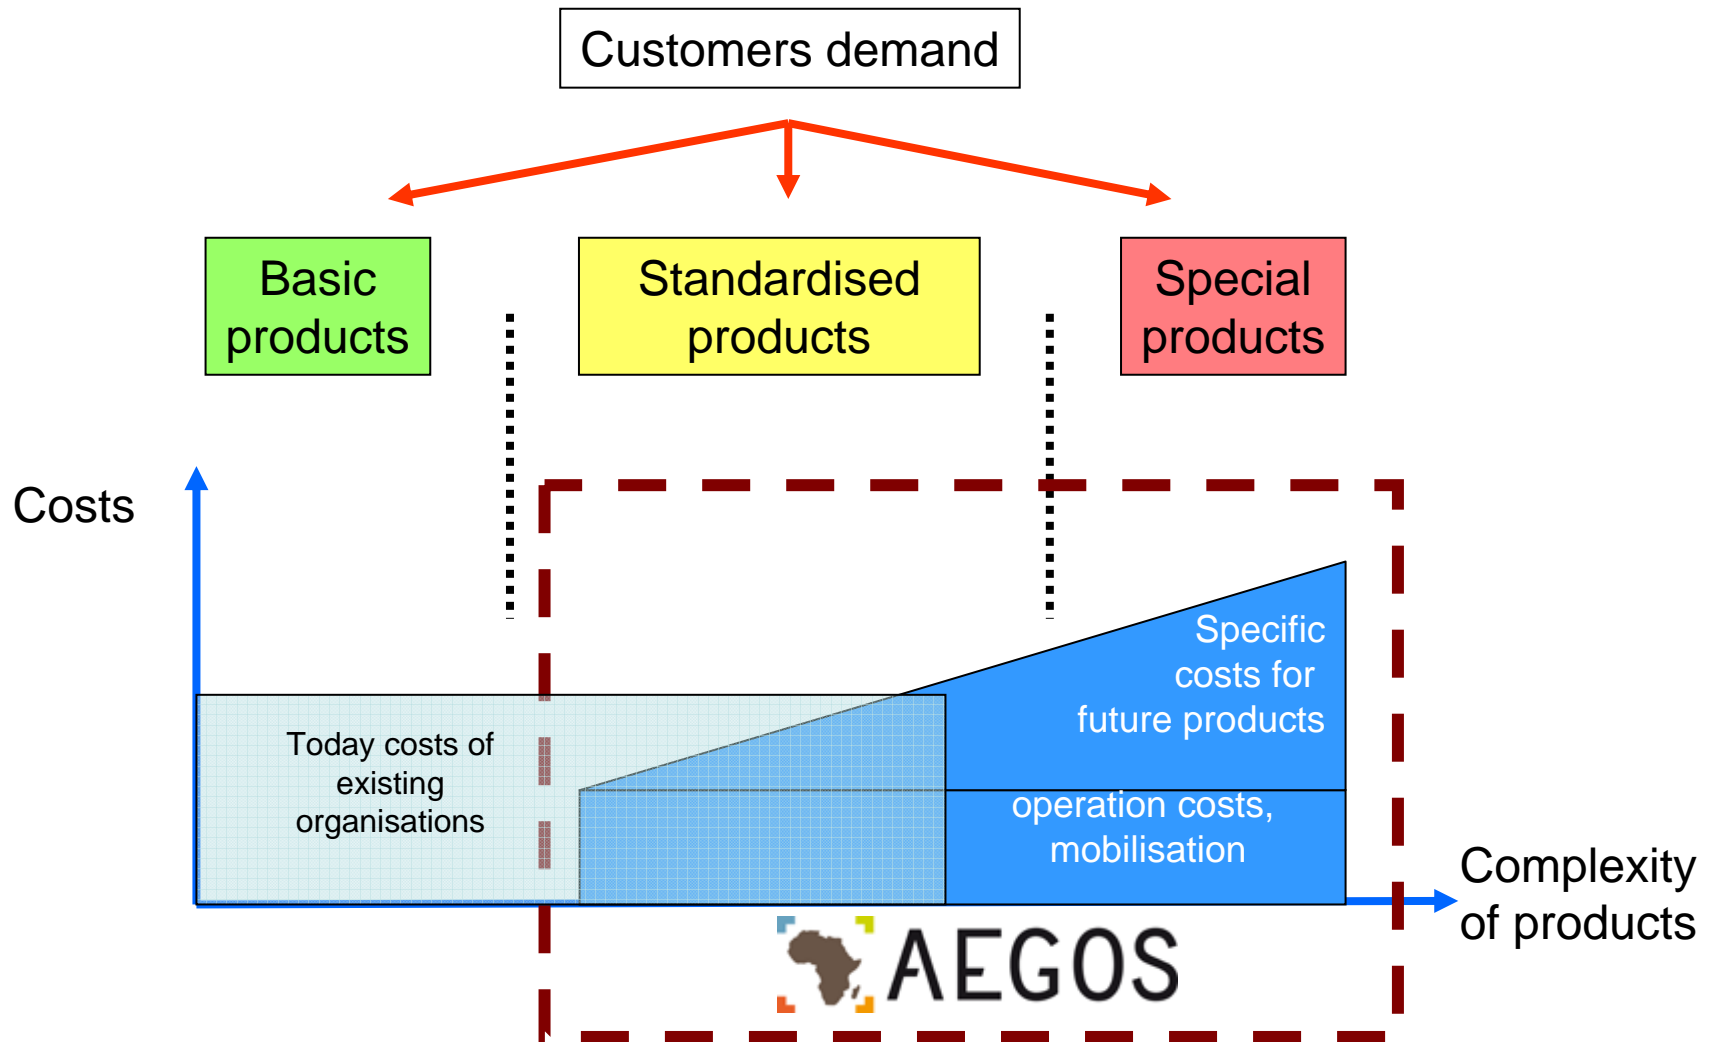 Customers demand
Basic
products
Standardised
products
Special
products
Costs
Specific
costs for
future products
Today costs of
existing
organisations
operation costs,
mobilisation
Complexity
of products
AEGOS